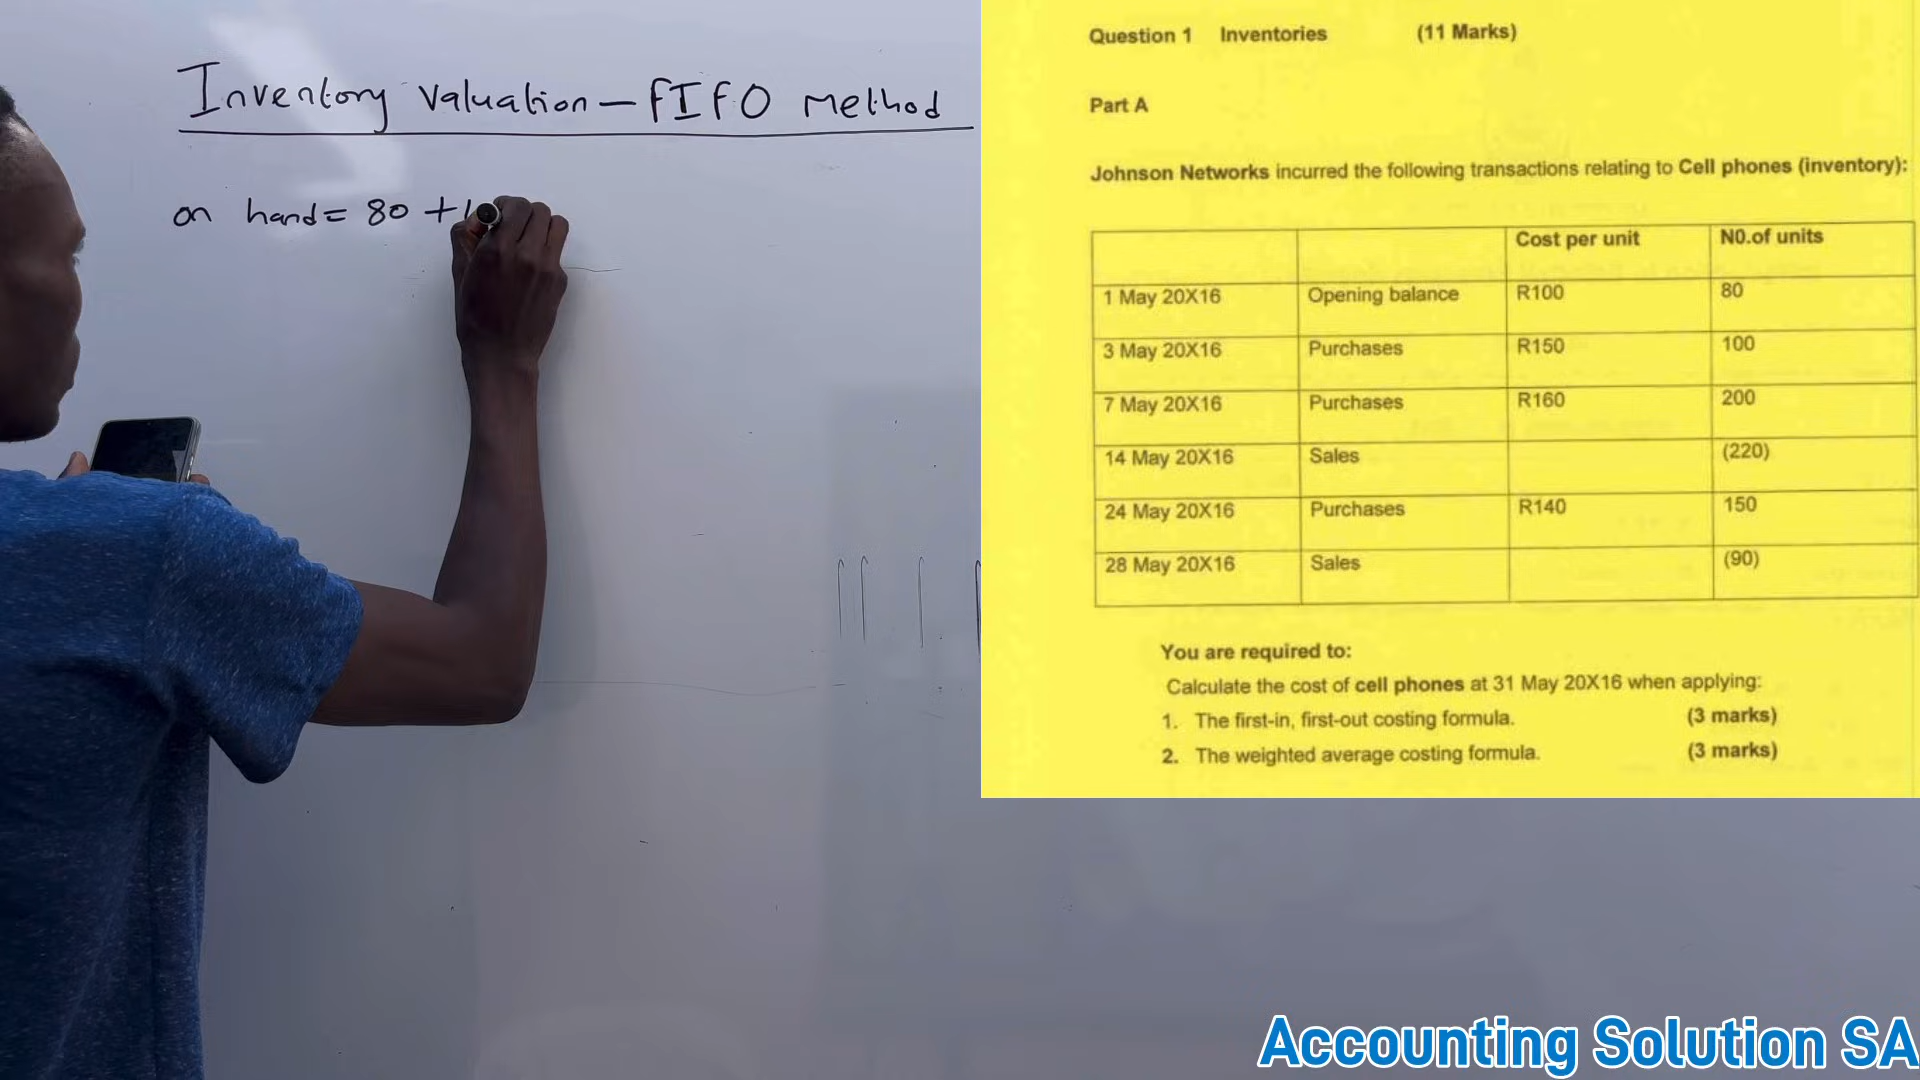 Inventory Valuation – FIFO Method
on hand = 80 + 1
Question 1 Inventories (11 Marks)
Part A
Johnson Networks incurred the following transactions relating to Cell phones (inventory):
Cost per unit N0.of units
1 May 20X16 Opening balance R100 80
3 May 20X16 Purchases R150 100
7 May 20X16 Purchases R160 200
14 May 20X16 Sales (220)
24 May 20X16 Purchases R140 150
28 May 20X16 Sales (90)
You are required to:
Calculate the cost of cell phones at 31 May 20X16 when applying:
1. The first-in, first-out costing formula. (3 marks)
2. The weighted average costing formula. (3 marks)
Accounting Solution SA